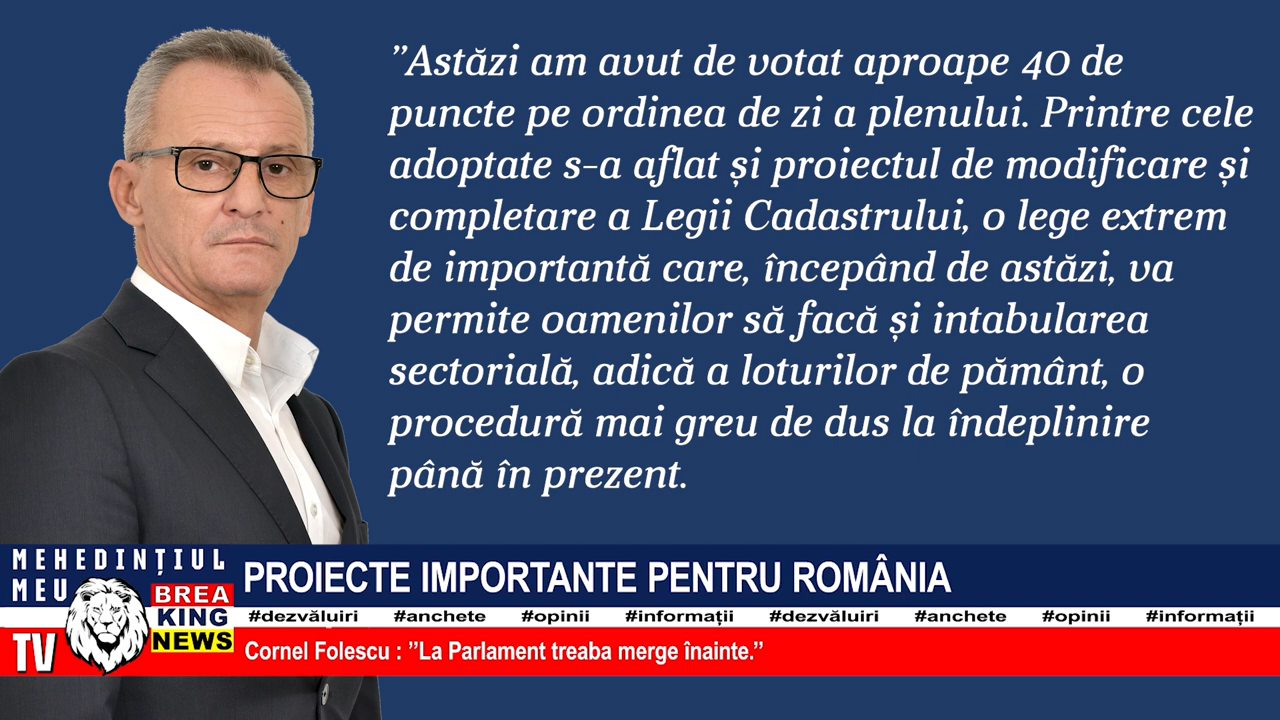 ”Astăzi am avut de votat aproape 40 de
puncte pe ordinea de zi a plenului. Printre cele
adoptate s-a aflat și proiectul de modificare și
completare a Legii Cadastrului, o lege extrem
de importantă care, începând de astăzi, va
permite oamenilor să facă și intabularea
sectorială, adică a loturilor de pământ, o
procedură mai greu de dus la îndeplinire
până în prezent.
MEHEDINȚIUL
MEU
BREA
KING
NEWS
TV
PROIECTE IMPORTANTE PENTRU ROMÂNIA
#dezvăluiri #anchete #opinii #informații #dezvăluiri #anchete #opinii #informații
Cornel Folescu : ”La Parlament treaba merge înainte.”